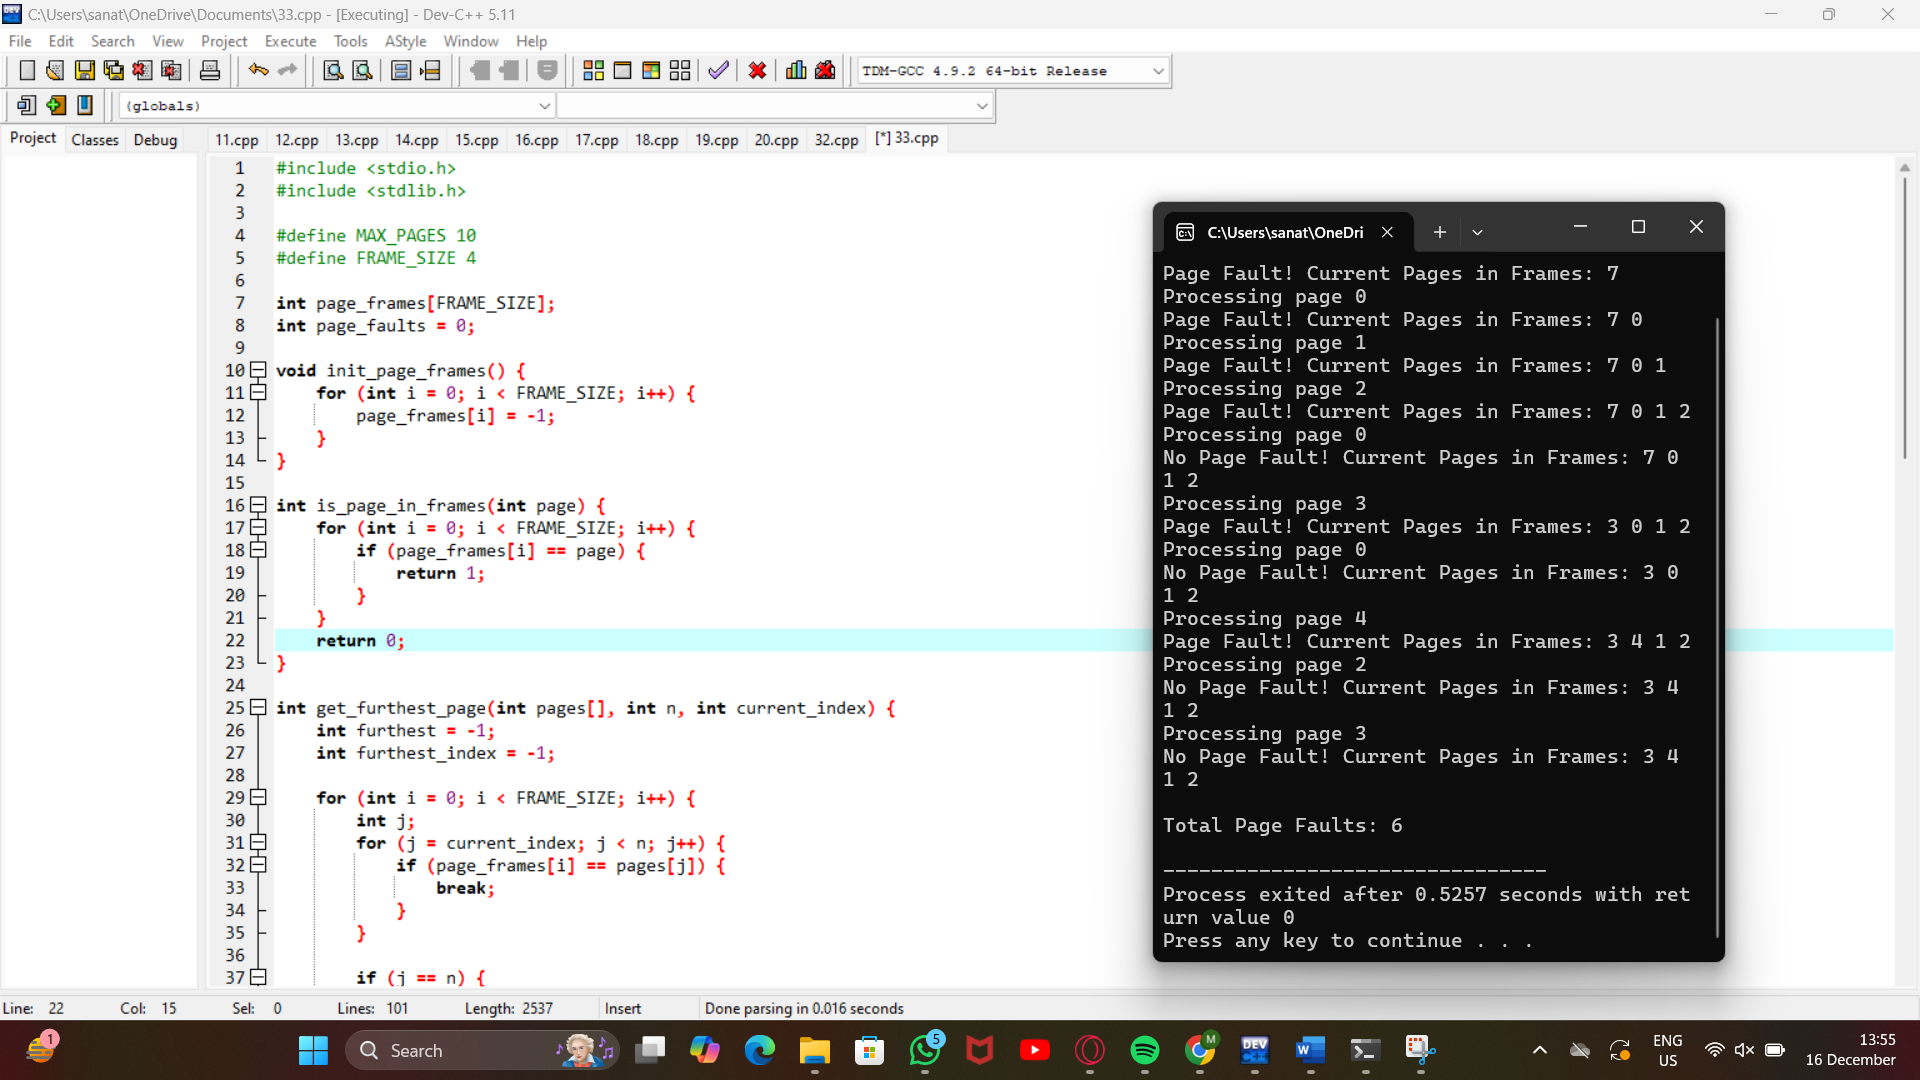 C:\Users\sanat\OneDrive\Documents\33.cpp - [Executing] - Dev-C++ 5.11
File Edit Search View Project Execute Tools AStyle Window Help
TDM-GCC 4.9.2 64-bit Release
(globals)
Project Classes Debug
11.cpp 12.cpp 13.cpp 14.cpp 15.cpp 16.cpp 17.cpp 18.cpp 19.cpp 20.cpp 32.cpp [*] 33.cpp
1 #include <stdio.h>
2 #include <stdlib.h>
3
4 #define MAX_PAGES 10
5 #define FRAME_SIZE 4
6
7 int page_frames[FRAME_SIZE];
8 int page_faults = 0;
9
10 void init_page_frames() {
11 for (int i = 0; i < FRAME_SIZE; i++) {
12 page_frames[i] = -1;
13 }
14 }
15
16 int is_page_in_frames(int page) {
17 for (int i = 0; i < FRAME_SIZE; i++) {
18 if (page_frames[i] == page) {
19 return 1;
20 }
21 }
22 return 0;
23 }
24
25 int get_furthest_page(int pages[], int n, int current_index) {
26 int furthest = -1;
27 int furthest_index = -1;
28
29 for (int i = 0; i < FRAME_SIZE; i++) {
30 int j;
31 for (j = current_index; j < n; j++) {
32 if (page_frames[i] == pages[j]) {
33 break;
34 }
35 }
36
37 if (j == n) {
C:\Users\sanat\OneDri
Page Fault! Current Pages in Frames: 7
Processing page 0
Page Fault! Current Pages in Frames: 7 0
Processing page 1
Page Fault! Current Pages in Frames: 7 0 1
Processing page 2
Page Fault! Current Pages in Frames: 7 0 1 2
Processing page 0
No Page Fault! Current Pages in Frames: 7 0
1 2
Processing page 3
Page Fault! Current Pages in Frames: 3 0 1 2
Processing page 0
No Page Fault! Current Pages in Frames: 3 0
1 2
Processing page 4
Page Fault! Current Pages in Frames: 3 4 1 2
Processing page 2
No Page Fault! Current Pages in Frames: 3 4
1 2
Processing page 3
No Page Fault! Current Pages in Frames: 3 4
1 2
Total Page Faults: 6
--------------------------------
Process exited after 0.5257 seconds with ret
urn value 0
Press any key to continue . . .
Line: 22 Col: 15 Sel: 0 Lines: 101 Length: 2537 Insert Done parsing in 0.016 seconds
1
Search
5
M
DEV
C++
ENG
US
13:55
16 December